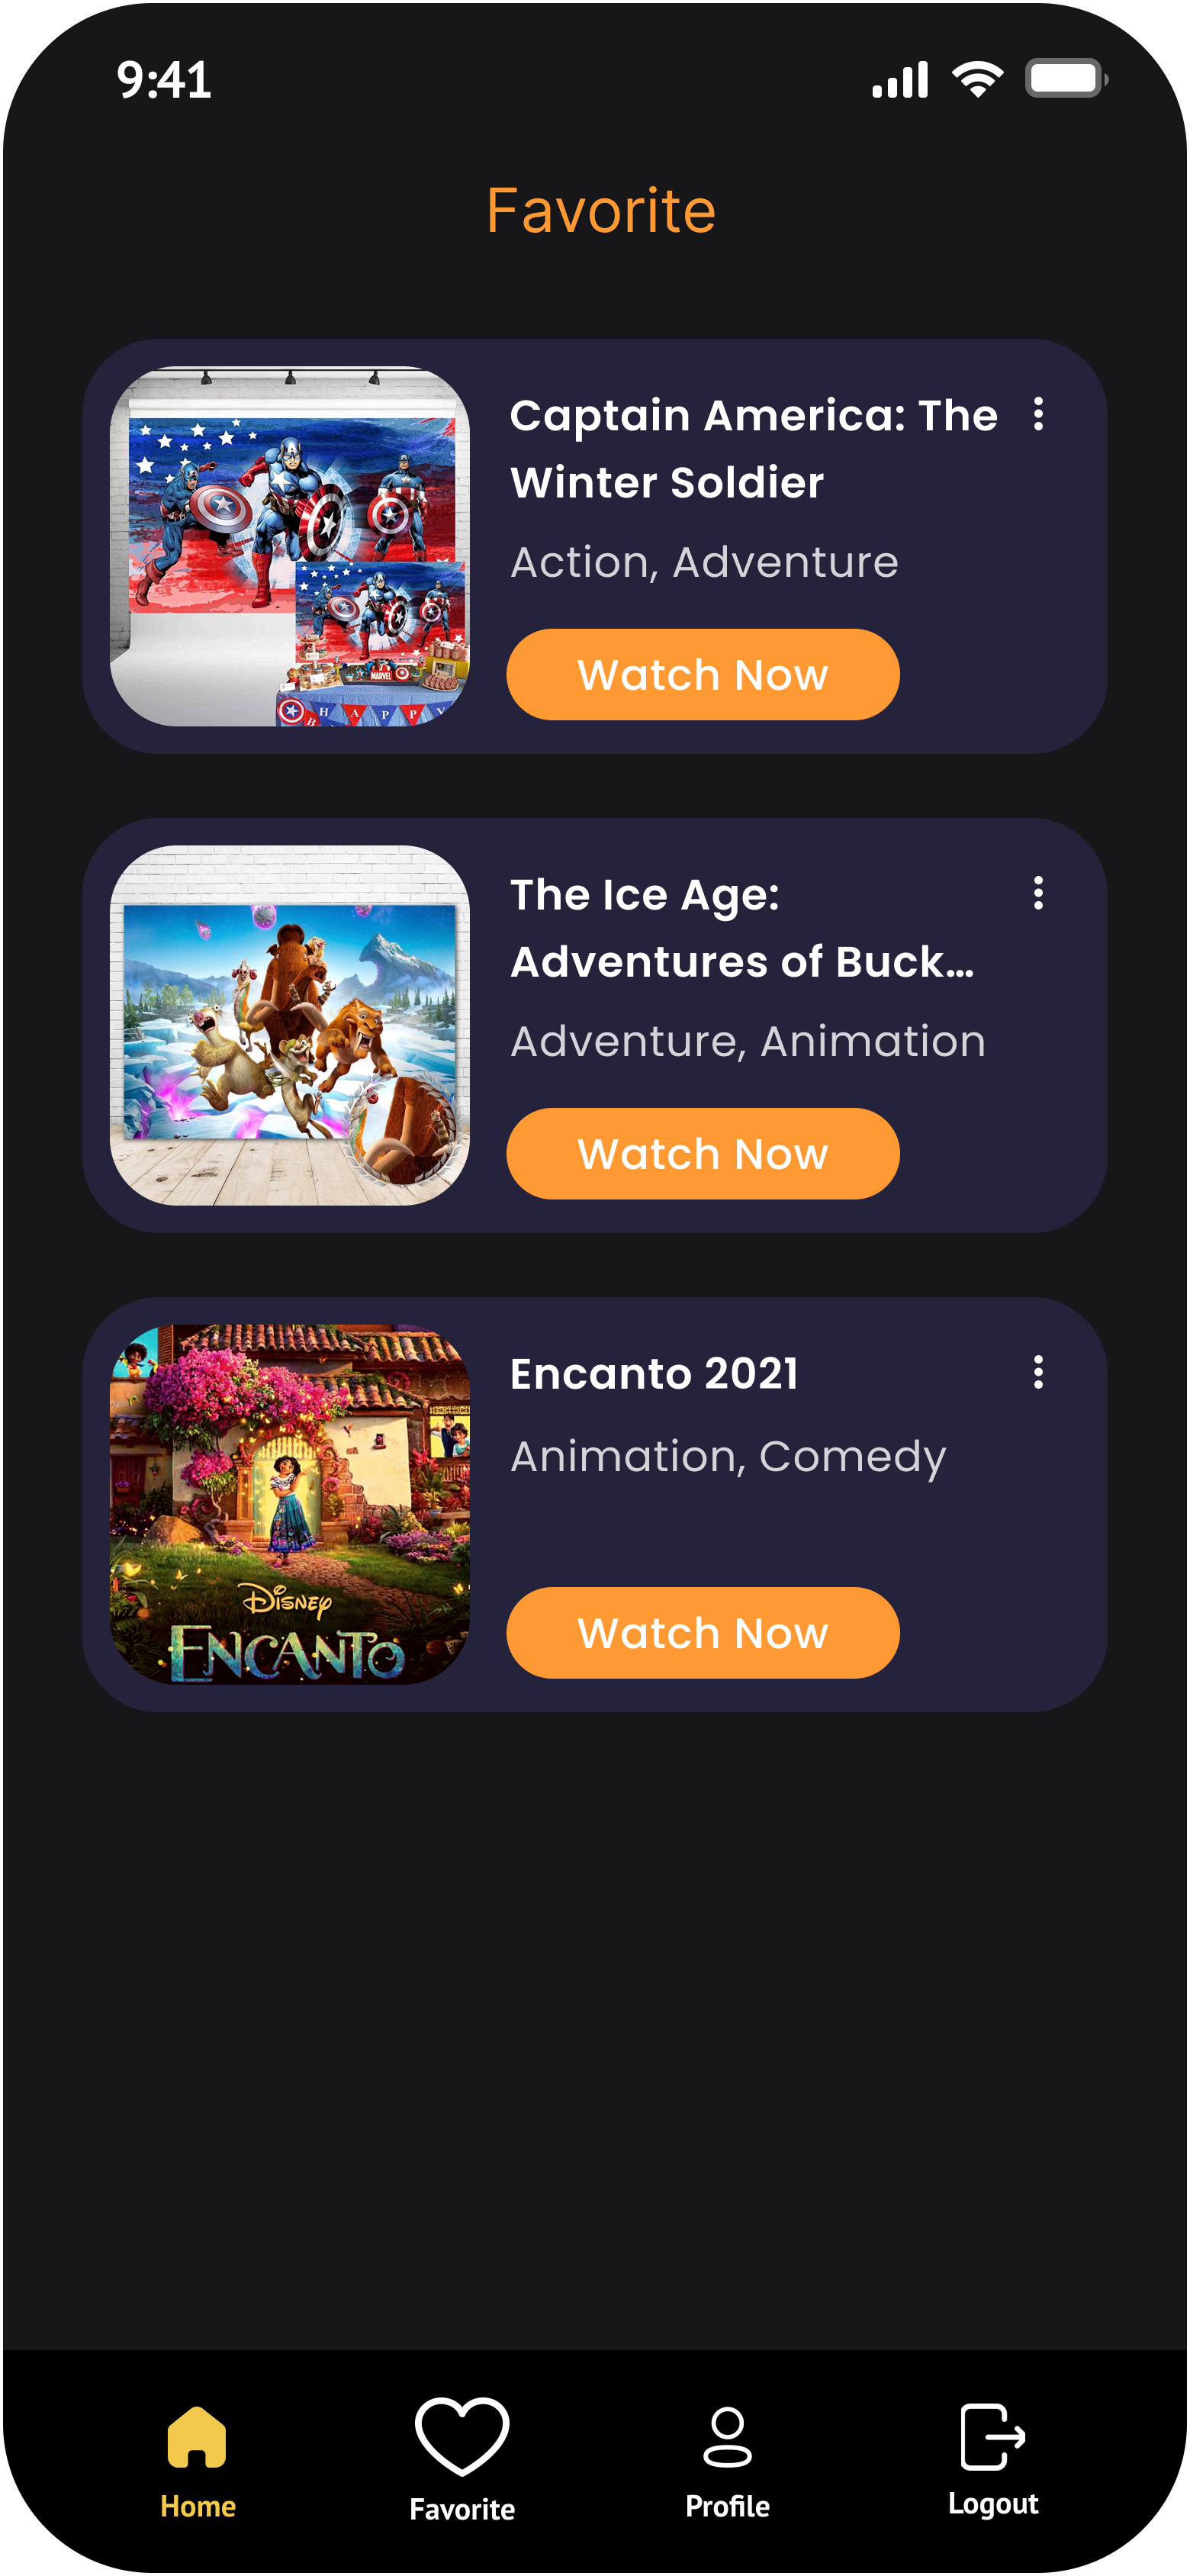 9:41
Favorite
Captain America: The
Winter Soldier
Action, Adventure
Watch Now
MARVEL
H A P P Y
B
The Ice Age:
Adventures of Buck...
Adventure, Animation
Watch Now
Encanto 2021
Animation, Comedy
Watch Now
DISNEY
ENCANTO
Home
Favorite
Profile
Logout